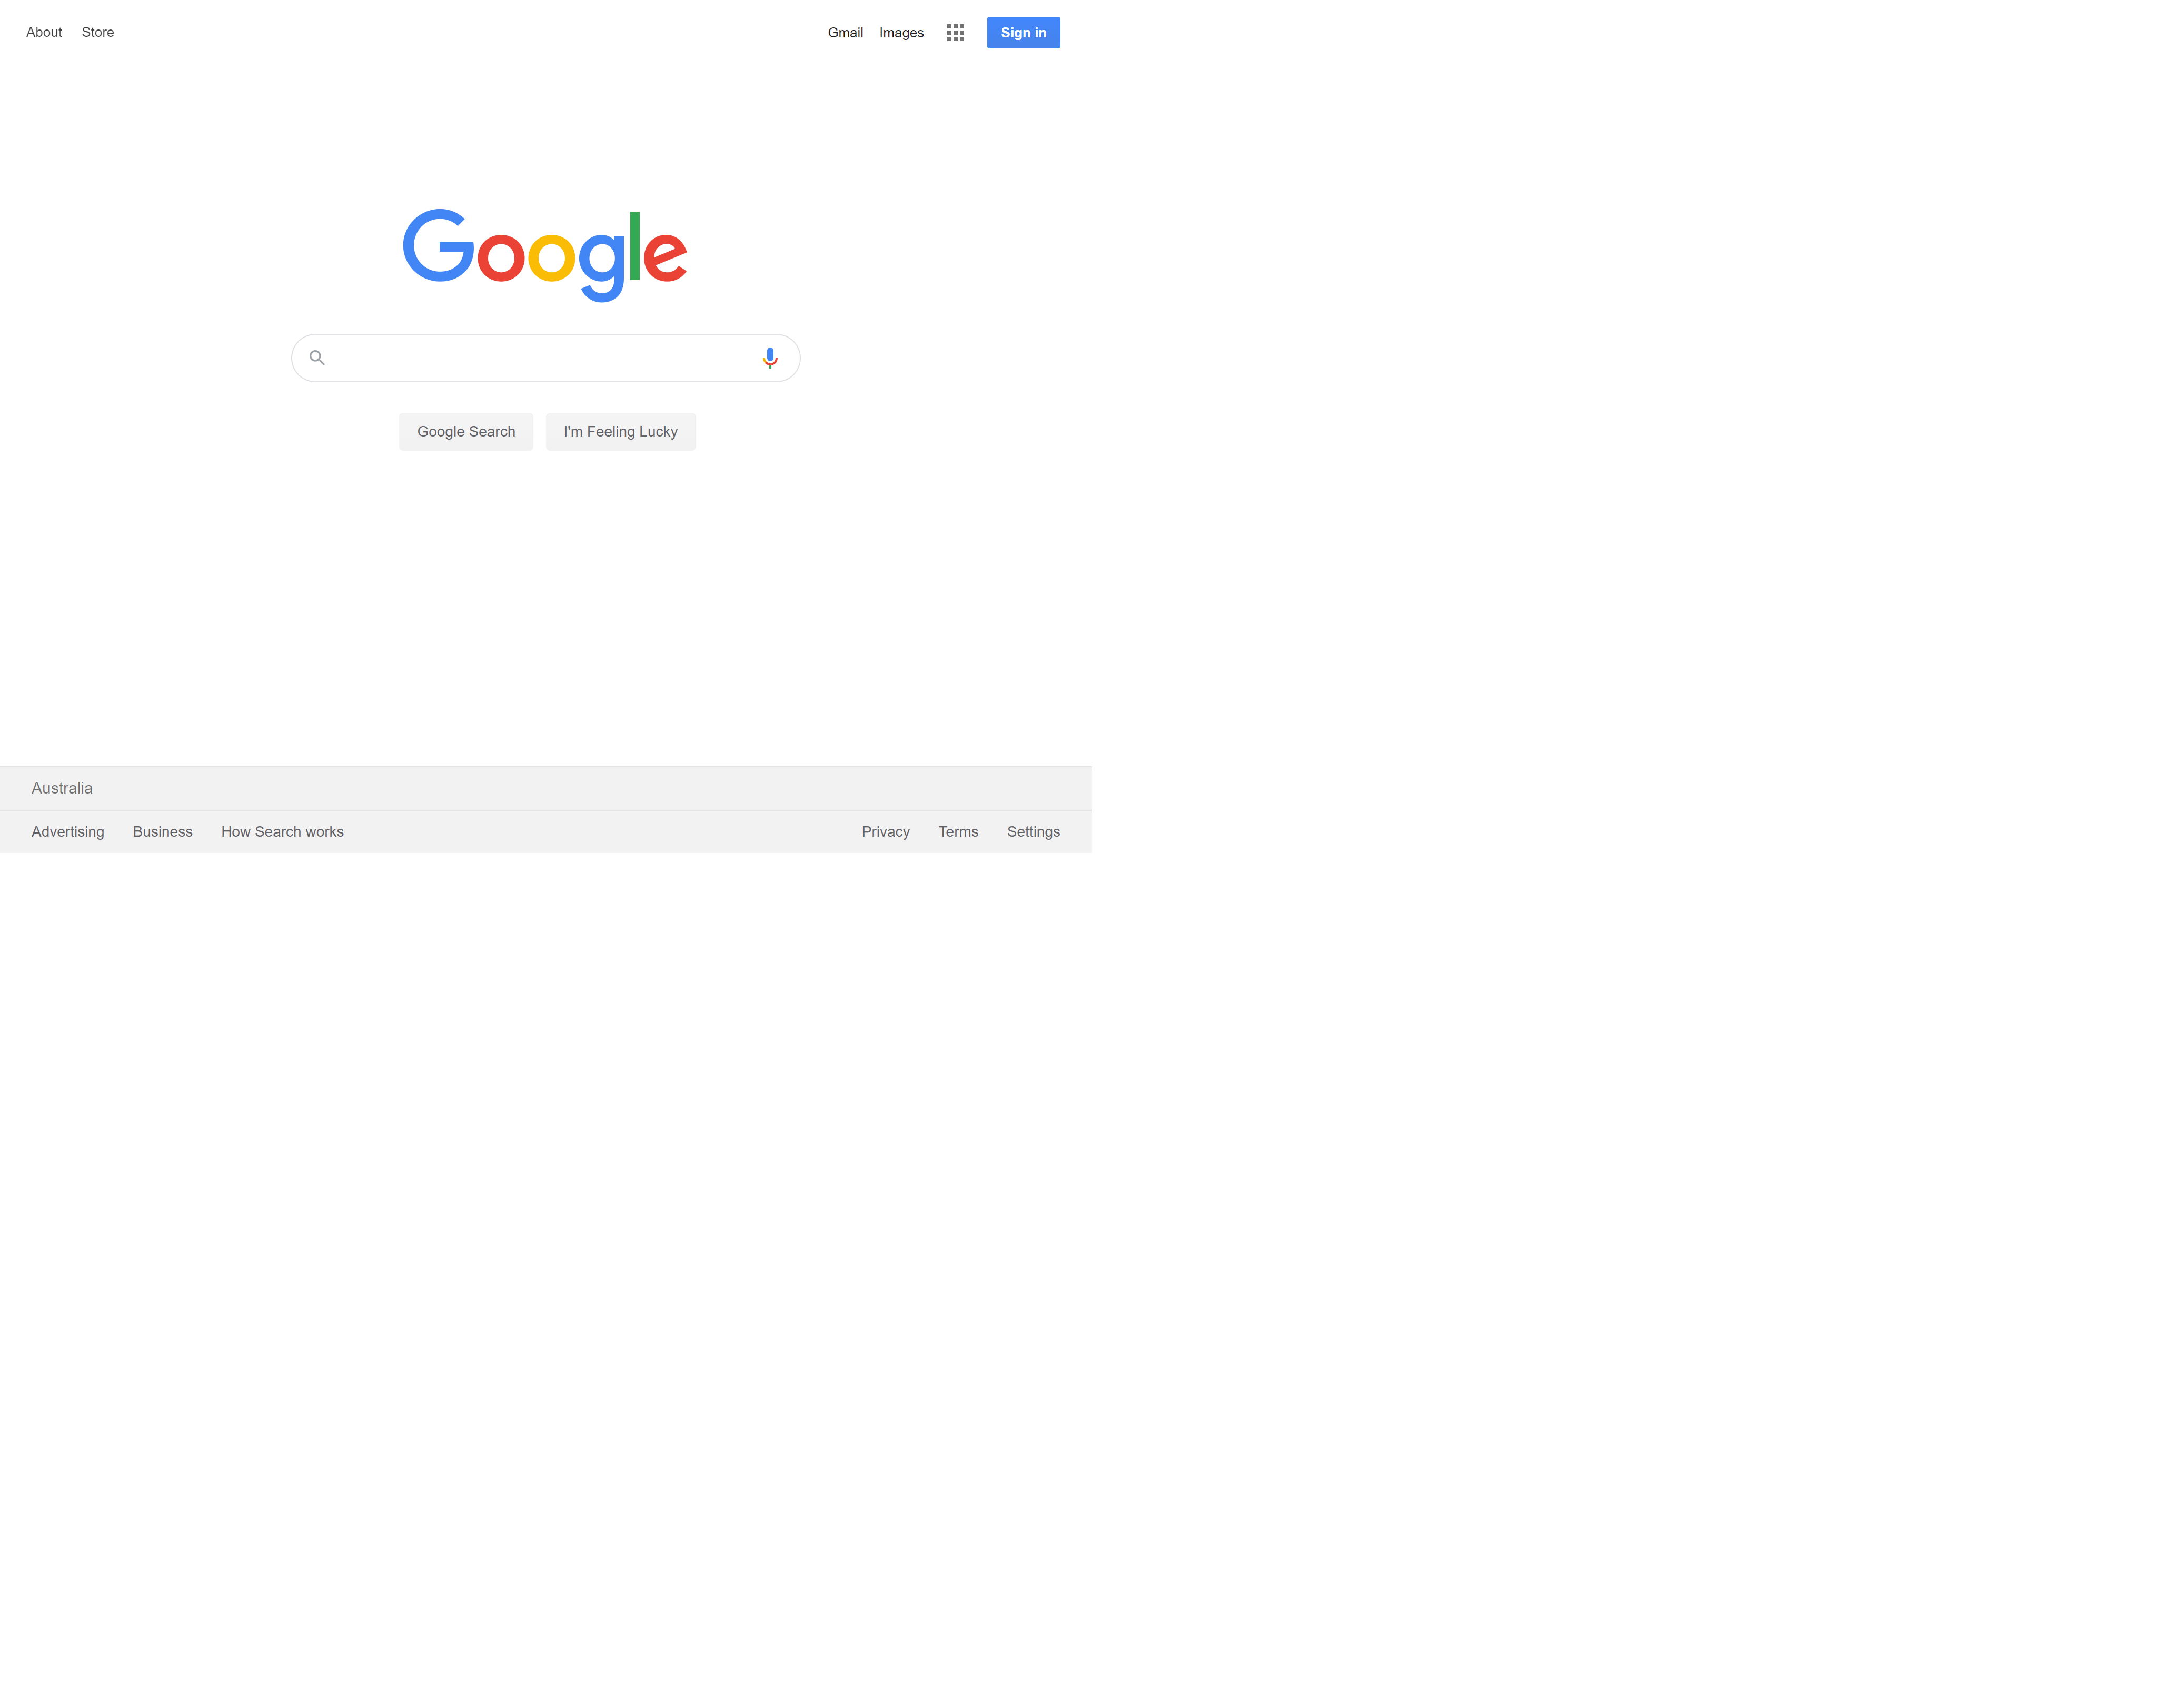 About Store Gmail Images Sign in
Google
Google Search I'm Feeling Lucky
Australia
Advertising Business How Search works Privacy Terms Settings